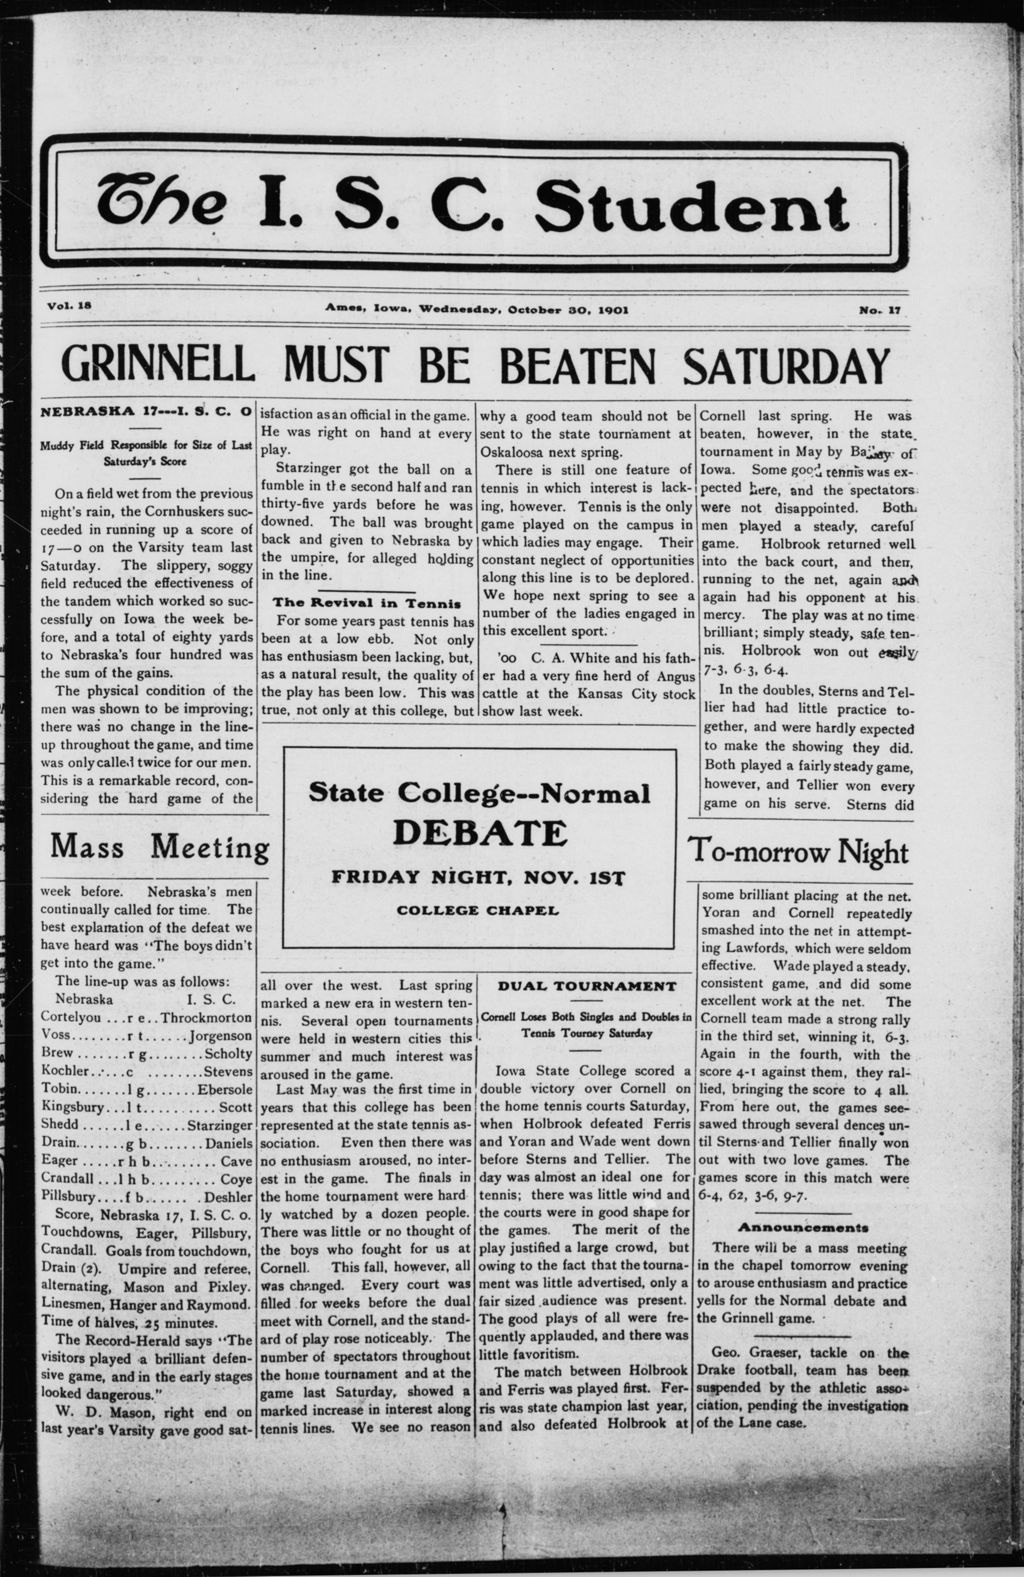 The I. S. C. Student
Vol. 18
Ames, Iowa, Wednesday, October 30, 1901
No. 17
GRINNELL MUST BE BEATEN SATURDAY
NEBRASKA 17---I. S. C. O
Muddy Field Responsible for Size of Last
Saturday's Score
On a field wet from the previous
night's rain, the Cornhuskers suc-
ceeded in running up a score of
17—0 on the Varsity team last
Saturday. The slippery, soggy
field reduced the effectiveness of
the tandem which worked so suc-
cessfully on Iowa the week be-
fore, and a total of eighty yards
to Nebraska's four hundred was
the sum of the gains.
The physical condition of the
men was shown to be improving;
there was no change in the line-
up throughout the game, and time
was only called twice for our men.
This is a remarkable record, con-
sidering the hard game of the
Mass Meeting
week before. Nebraska's men
continually called for time. The
best explanation of the defeat we
have heard was "The boys didn't
get into the game."
The line-up was as follows:
Nebraska I. S. C.
Cortelyou ...r e..Throckmorton
Voss........r t......Jorgenson
Brew.......r g........Scholty
Kochler......c ........Stevens
Tobin.......l g.......Ebersole
Kingsbury...l t..........Scott
Shedd......l e......Starzinger
Drain.......g b........Daniels
Eager.....r h b..........Cave
Crandall...l h b.........Coye
Pillsbury....f b...... .Deshler
Score, Nebraska 17, I. S. C. 0.
Touchdowns, Eager, Pillsbury,
Crandall. Goals from touchdown,
Drain (2). Umpire and referee,
alternating, Mason and Pixley.
Linesmen, Hanger and Raymond.
Time of halves, 25 minutes.
The Record-Herald says "The
visitors played a brilliant defen-
sive game, and in the early stages
looked dangerous."
W. D. Mason, right end on
last year's Varsity gave good sat-
isfaction as an official in the game.
He was right on hand at every
play.
Starzinger got the ball on a
fumble in the second half and ran
thirty-five yards before he was
downed. The ball was brought
back and given to Nebraska by
the umpire, for alleged holding
in the line.
The Revival in Tennis
For some years past tennis has
been at a low ebb. Not only
has enthusiasm been lacking, but,
as a natural result, the quality of
the play has been low. This was
true, not only at this college, but
all over the west. Last spring
marked a new era in western ten-
nis. Several open tournaments
were held in western cities this
summer and much interest was
aroused in the game.
Last May was the first time in
years that this college has been
represented at the state tennis as-
sociation. Even then there was
no enthusiasm aroused, no inter-
est in the game. The finals in
the home tournament were hard
ly watched by a dozen people.
There was little or no thought of
the boys who fought for us at
Cornell. This fall, however, all
was changed. Every court was
filled for weeks before the dual
meet with Cornell, and the stand-
ard of play rose noticeably. The
number of spectators throughout
the home tournament and at the
game last Saturday, showed a
marked increase in interest along
tennis lines. We see no reason
why a good team should not be
sent to the state tournament at
Oskaloosa next spring.
There is still one feature of
tennis in which interest is lack-
ing, however. Tennis is the only
game played on the campus in
which ladies may engage. Their
constant neglect of opportunities
along this line is to be deplored.
We hope next spring to see a
number of the ladies engaged in
this excellent sport.
'00 C. A. White and his fath-
er had a very fine herd of Angus
cattle at the Kansas City stock
show last week.
State College--Normal
DEBATE
FRIDAY NIGHT, NOV. 1ST
COLLEGE CHAPEL
DUAL TOURNAMENT
Cornell Loses Both Singles and Doubles in
Tennis Tourney Saturday
Iowa State College scored a
double victory over Cornell on
the home tennis courts Saturday,
when Holbrook defeated Ferris
and Yoran and Wade went down
before Sterns and Tellier. The
day was almost an ideal one for
tennis; there was little wind and
the courts were in good shape for
the games. The merit of the
play justified a large crowd, but
owing to the fact that the tourna-
ment was little advertised, only a
fair sized audience was present.
The good plays of all were fre-
quently applauded, and there was
little favoritism.
The match between Holbrook
and Ferris was played first. Fer-
ris was state champion last year,
and also defeated Holbrook at
Cornell last spring. He was
beaten, however, in the state
tournament in May by Bailey of
Iowa. Some good tennis was ex-
pected here, and the spectators
were not disappointed. Both
men played a steady, careful
game. Holbrook returned well
into the back court, and then,
running to the net, again and
again had his opponent at his
mercy. The play was at no time
brilliant; simply steady, safe ten-
nis. Holbrook won out easily
7-3, 6-3, 6-4.
In the doubles, Sterns and Tel-
lier had had little practice to-
gether, and were hardly expected
to make the showing they did.
Both played a fairly steady game,
however, and Tellier won every
game on his serve. Sterns did
To-morrow Night
some brilliant placing at the net.
Yoran and Cornell repeatedly
smashed into the net in attempt-
ing Lawfords, which were seldom
effective. Wade played a steady,
consistent game, and did some
excellent work at the net. The
Cornell team made a strong rally
in the third set, winning it, 6-3.
Again in the fourth, with the
score 4-1 against them, they ral-
lied, bringing the score to 4 all.
From here out, the games see-
sawed through several dences un-
til Sterns and Tellier finally won
out with two love games. The
games score in this match were
6-4, 62, 3-6, 9-7.
Announcements
There will be a mass meeting
in the chapel tomorrow evening
to arouse enthusiasm and practice
yells for the Normal debate and
the Grinnell game.
Geo. Graeser, tackle on the
Drake football, team has been
suspended by the athletic asso-
ciation, pending the investigation
of the Lane case.